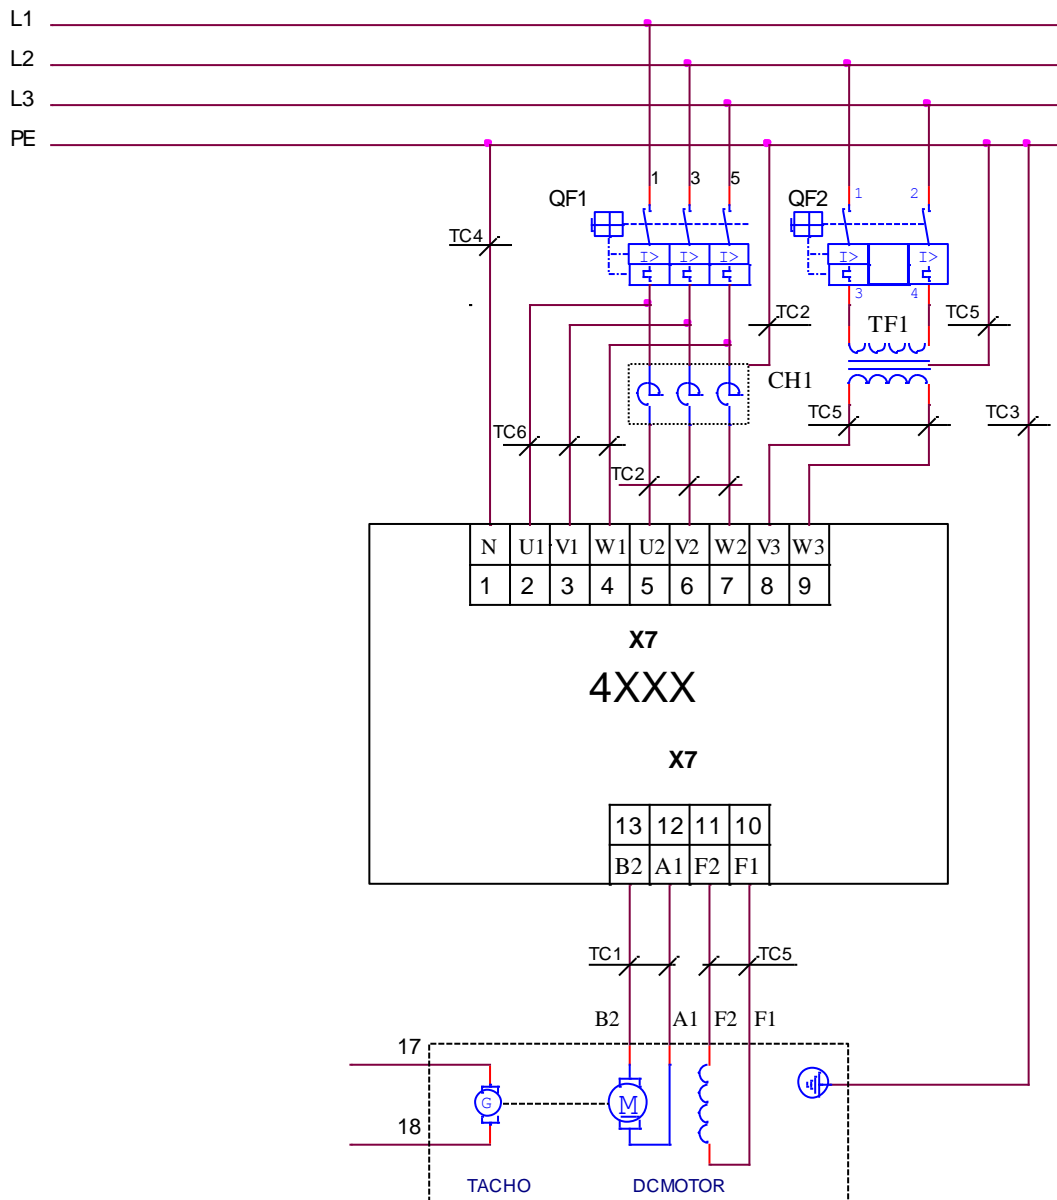 L1
L2
L3
PE
1 3 5
QF1
QF2
1 2
TC4
I> I> I>
I> I>
3 4
TC2
TF1
TC5
CH1
TC6
TC5
TC3
TC2
N U1 V1 W1 U2 V2 W2 V3 W3
1 2 3 4 5 6 7 8 9
X7
4XXX
X7
13 12 11 10
B2 A1 F2 F1
TC1
TC5
B2 A1 F2 F1
17
G
M
18
TACHO
DCMOTOR